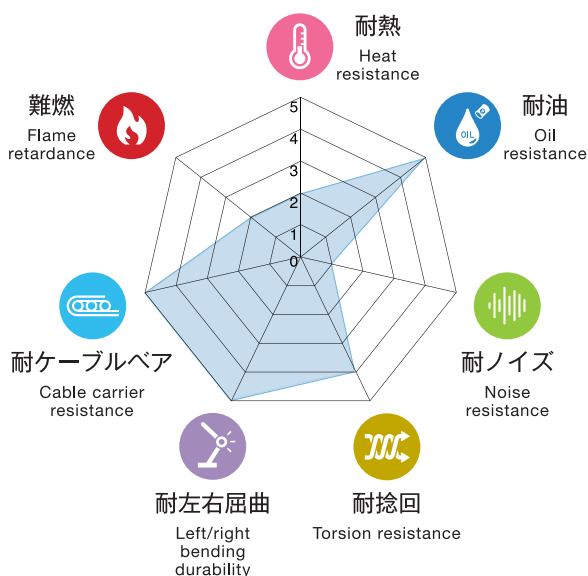 耐熱
Heat
resistance
難燃
Flame
retardance
耐油
Oil
resistance
OIL
5
4
3
2
1
0
耐ケーブルベア
Cable carrier
resistance
耐ノイズ
Noise
resistance
耐左右屈曲
Left/right
bending
durability
耐捻回
Torsion resistance